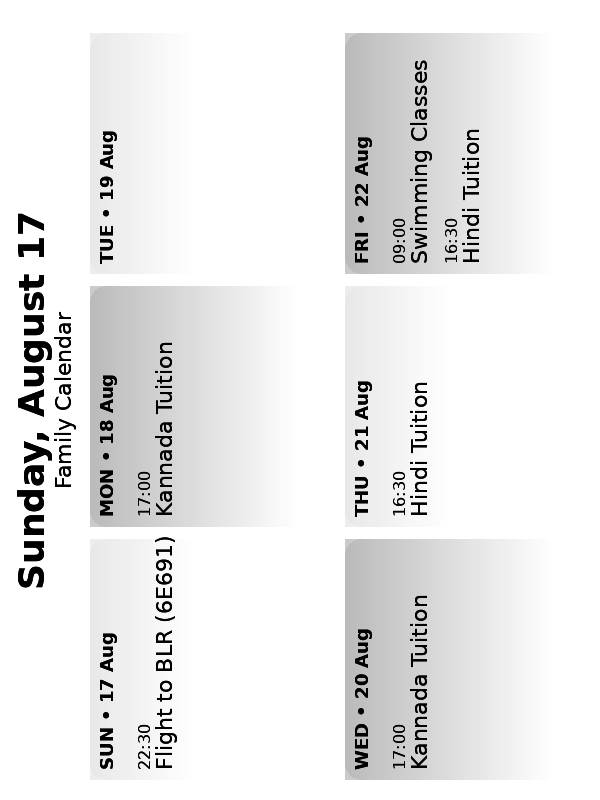 Sunday, August 17
Family Calendar
SUN • 17 Aug
22:30
Flight to BLR (6E691)
MON • 18 Aug
17:00
Kannada Tuition
TUE • 19 Aug
WED • 20 Aug
17:00
Kannada Tuition
THU • 21 Aug
16:30
Hindi Tuition
FRI • 22 Aug
09:00
Swimming Classes
16:30
Hindi Tuition